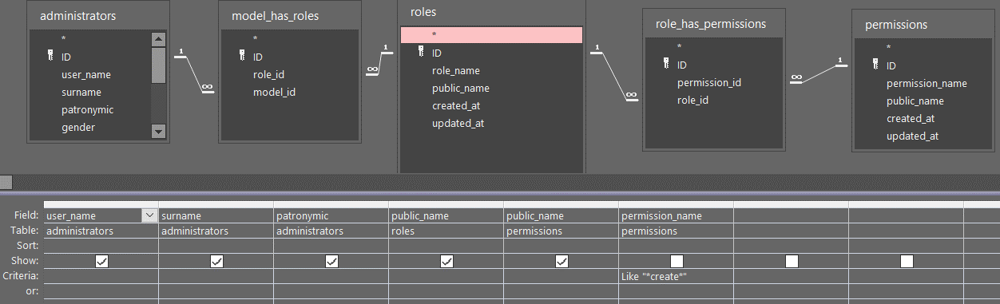 administrators
*
ID
user_name
surname
patronymic
gender
1
∞
model_has_roles
*
ID
role_id
model_id
∞
1
roles
*
ID
role_name
public_name
created_at
updated_at
1
∞
role_has_permissions
*
ID
permission_id
role_id
∞
1
permissions
*
ID
permission_name
public_name
created_at
updated_at
Field: user_name surname patronymic public_name public_name permission_name
Table: administrators administrators administrators roles permissions permissions
Sort:
Show:
Criteria: Like "*create*"
or: